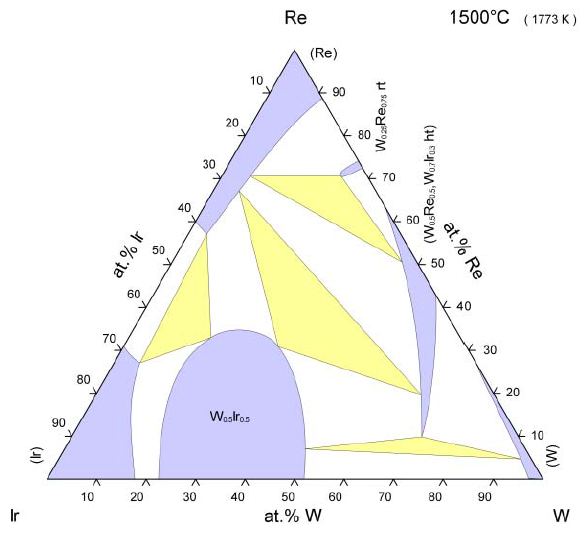 Re
1500°C ( 1773 K )
(Re)
10
90
20
80
W0.25Re0.75 rt
30
70
(W0.5Re0.5, W0.7Ir0.3 ht)
40
60
at.% Ir
50
50
at.% Re
60
40
70
30
80
20
W0.5Ir0.5
90
10
(Ir)
(W)
10 20 30 40 50 60 70 80 90
Ir at.% W W